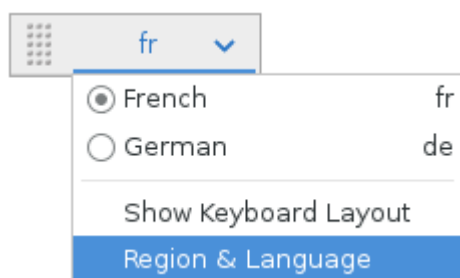 fr
French fr
German de
Show Keyboard Layout
Region & Language